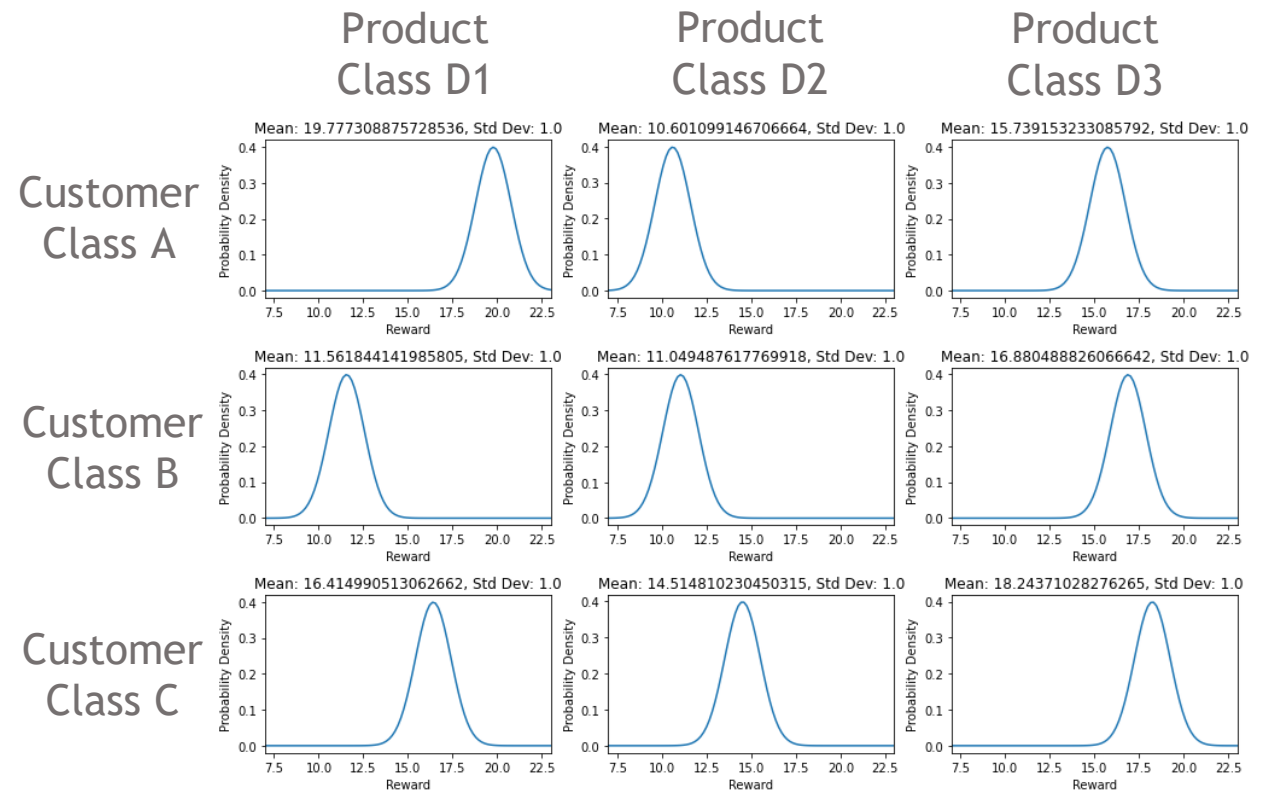 Product
Class D1
Product
Class D2
Product
Class D3
Customer
Class A
Mean: 19.777308875728536, Std Dev: 1.0
0.4
0.3
0.2
0.1
0.0
Probability Density
7.5 10.0 12.5 15.0 17.5 20.0 22.5
Reward
Mean: 10.601099146706664, Std Dev: 1.0
0.4
0.3
0.2
0.1
0.0
Probability Density
7.5 10.0 12.5 15.0 17.5 20.0 22.5
Reward
Mean: 15.739153233085792, Std Dev: 1.0
0.4
0.3
0.2
0.1
0.0
Probability Density
7.5 10.0 12.5 15.0 17.5 20.0 22.5
Reward
Customer
Class B
Mean: 11.561844141985805, Std Dev: 1.0
0.4
0.3
0.2
0.1
0.0
Probability Density
7.5 10.0 12.5 15.0 17.5 20.0 22.5
Reward
Mean: 11.049487617769918, Std Dev: 1.0
0.4
0.3
0.2
0.1
0.0
Probability Density
7.5 10.0 12.5 15.0 17.5 20.0 22.5
Reward
Mean: 16.880488826066642, Std Dev: 1.0
0.4
0.3
0.2
0.1
0.0
Probability Density
7.5 10.0 12.5 15.0 17.5 20.0 22.5
Reward
Customer
Class C
Mean: 16.414990513062662, Std Dev: 1.0
0.4
0.3
0.2
0.1
0.0
Probability Density
7.5 10.0 12.5 15.0 17.5 20.0 22.5
Reward
Mean: 14.514810230450315, Std Dev: 1.0
0.4
0.3
0.2
0.1
0.0
Probability Density
7.5 10.0 12.5 15.0 17.5 20.0 22.5
Reward
Mean: 18.24371028276265, Std Dev: 1.0
0.4
0.3
0.2
0.1
0.0
Probability Density
7.5 10.0 12.5 15.0 17.5 20.0 22.5
Reward